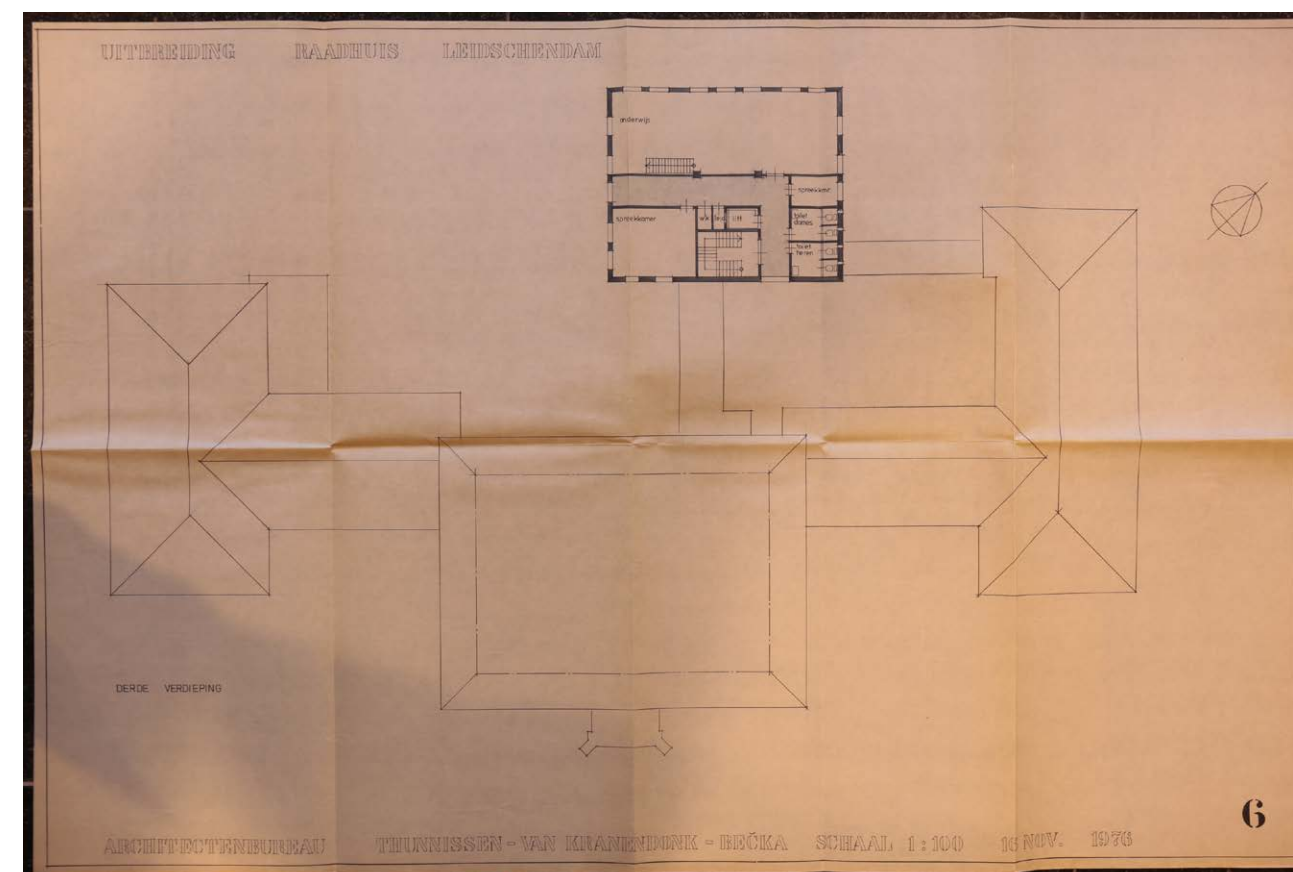 UITBREIDING RAADHUIS LEIDSCHENDAM
onderwijs
spreekkamer
lift
toilet
dames
toilet
heren
DERDE VERDIEPING
6
ARCHITECTENBUREAU THUNNISSEN - VAN KRANENDONK - BEČKA SCHAAL 1 : 100 16 NOV. 1976